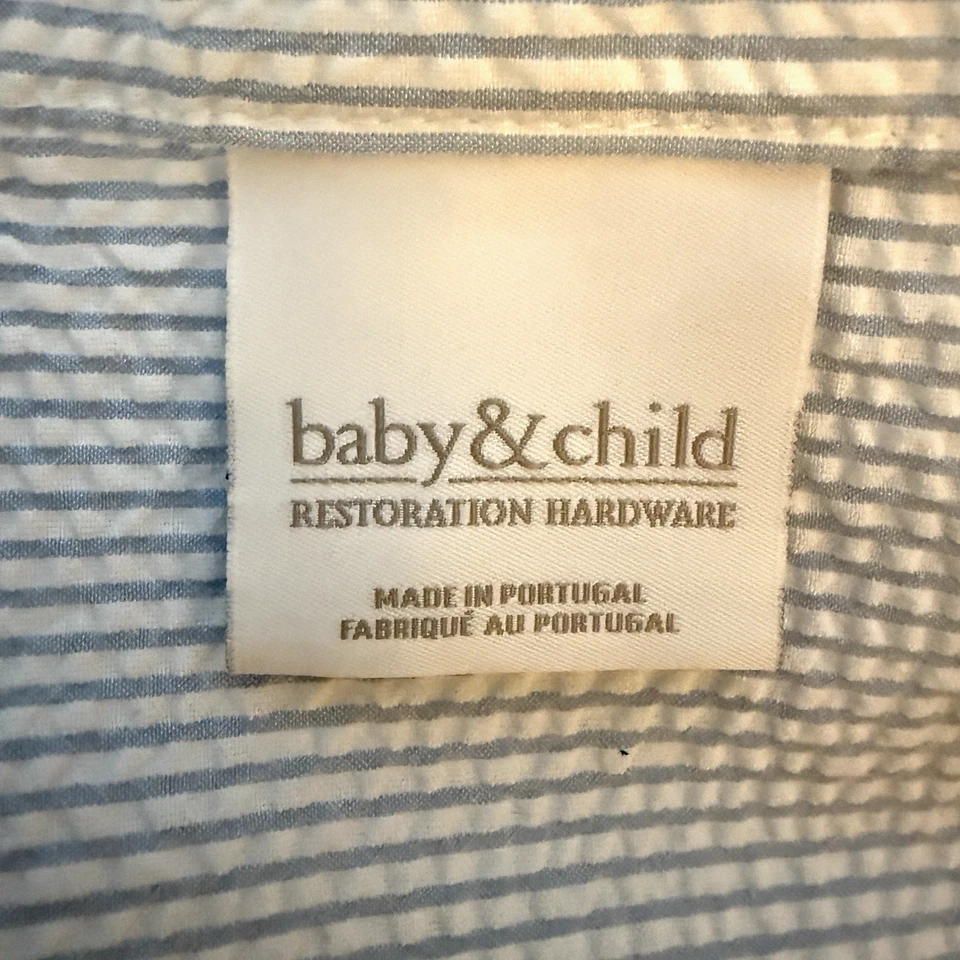 baby&child
RESTORATION HARDWARE
MADE IN PORTUGAL
FABRIQUÉ AU PORTUGAL